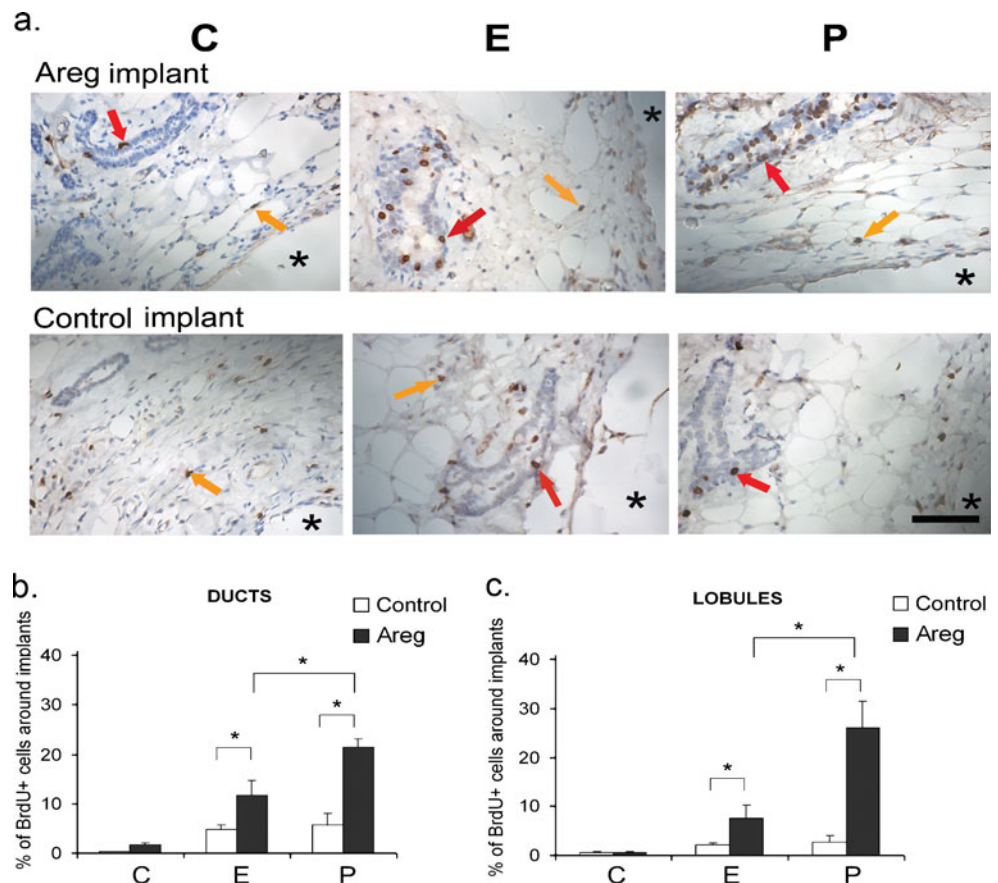 a.
C E P
Areg implant
* * *
Control implant
* * *
b.
DUCTS
Control
Areg
% of BrdU+ cells around implants
40
30
20
10
0
*
*
*
C E P
c.
LOBULES
Control
Areg
% of BrdU+ cells around implants
40
30
20
10
0
*
*
*
C E P